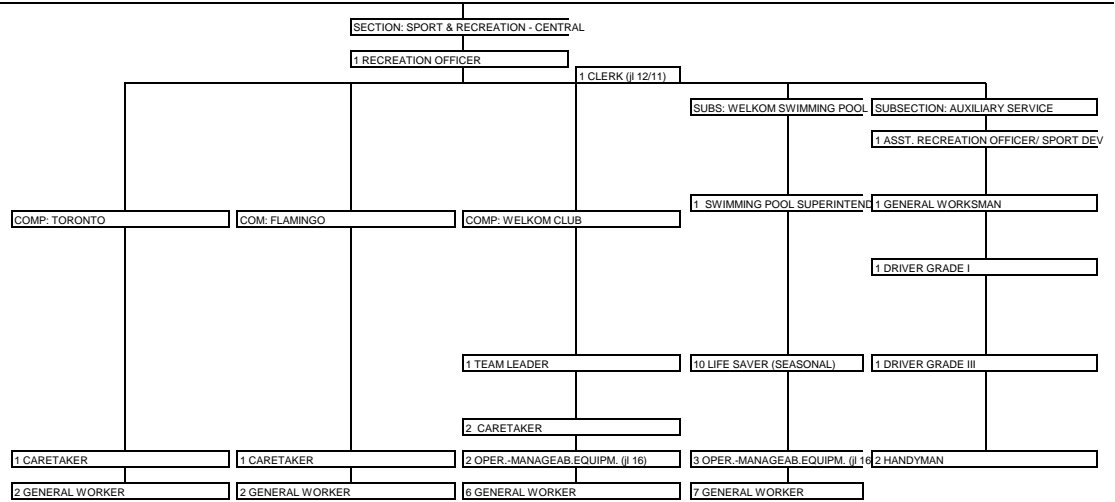 SECTION: SPORT & RECREATION - CENTRAL
1 RECREATION OFFICER
1 CLERK (jl 12/11)
SUBS: WELKOM SWIMMING POOL
SUBSECTION: AUXILIARY SERVICE
1 ASST. RECREATION OFFICER/ SPORT DEV
COMP: TORONTO
COM: FLAMINGO
COMP: WELKOM CLUB
1 SWIMMING POOL SUPERINTEND
1 GENERAL WORKSMAN
1 DRIVER GRADE I
1 TEAM LEADER
10 LIFE SAVER (SEASONAL)
1 DRIVER GRADE III
2 CARETAKER
1 CARETAKER
1 CARETAKER
2 OPER.-MANAGEAB.EQUIPM. (jl 16)
3 OPER.-MANAGEAB.EQUIPM. (jl 16
2 HANDYMAN
2 GENERAL WORKER
2 GENERAL WORKER
6 GENERAL WORKER
7 GENERAL WORKER